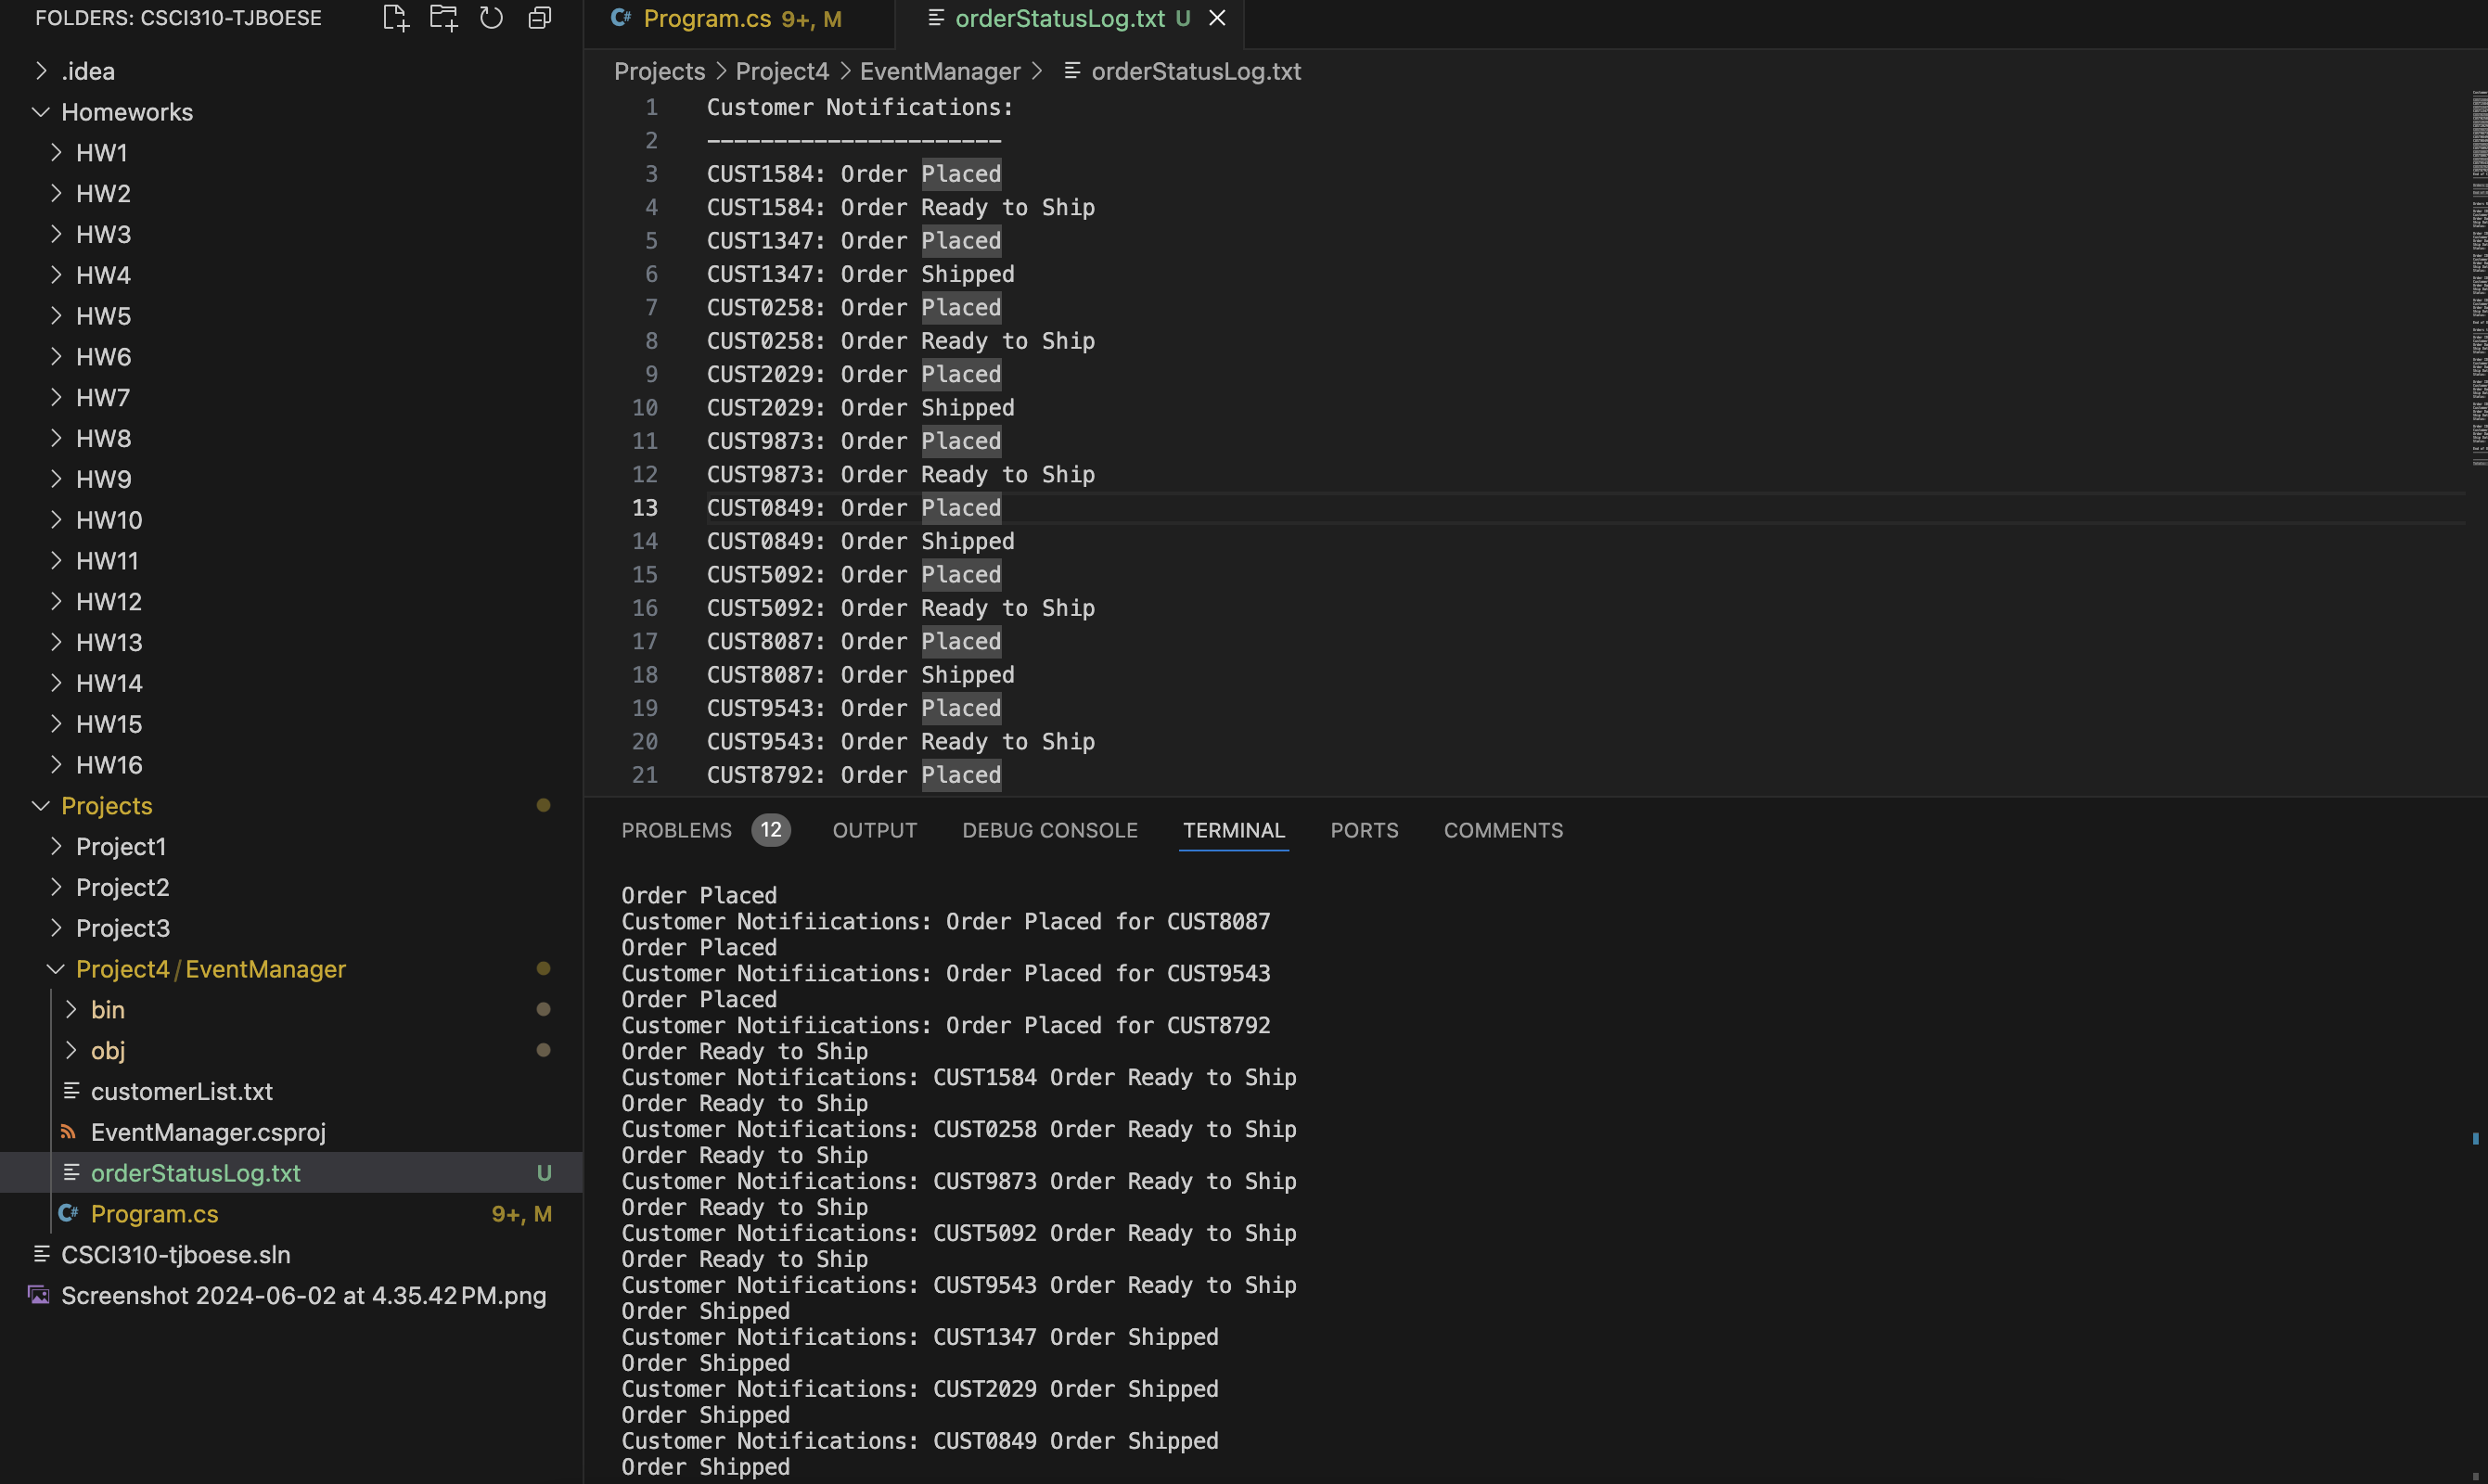 FOLDERS: CSCI310-TJBOESE
.idea
Homeworks
HW1
HW2
HW3
HW4
HW5
HW6
HW7
HW8
HW9
HW10
HW11
HW12
HW13
HW14
HW15
HW16
Projects
Project1
Project2
Project3
Project4/EventManager
bin
obj
customerList.txt
EventManager.csproj
orderStatusLog.txt U
C# Program.cs 9+, M
CSCI310-tjboese.sln
Screenshot 2024-06-02 at 4.35.42 PM.png
C# Program.cs 9+, M
orderStatusLog.txt U
Projects > Project4 > EventManager > orderStatusLog.txt
1 Customer Notifications:
2 ----------------------
3 CUST1584: Order Placed
4 CUST1584: Order Ready to Ship
5 CUST1347: Order Placed
6 CUST1347: Order Shipped
7 CUST0258: Order Placed
8 CUST0258: Order Ready to Ship
9 CUST2029: Order Placed
10 CUST2029: Order Shipped
11 CUST9873: Order Placed
12 CUST9873: Order Ready to Ship
13 CUST0849: Order Placed
14 CUST0849: Order Shipped
15 CUST5092: Order Placed
16 CUST5092: Order Ready to Ship
17 CUST8087: Order Placed
18 CUST8087: Order Shipped
19 CUST9543: Order Placed
20 CUST9543: Order Ready to Ship
21 CUST8792: Order Placed
PROBLEMS 12 OUTPUT DEBUG CONSOLE TERMINAL PORTS COMMENTS
Order Placed
Customer Notifiications: Order Placed for CUST8087
Order Placed
Customer Notifiications: Order Placed for CUST9543
Order Placed
Customer Notifiications: Order Placed for CUST8792
Order Ready to Ship
Customer Notifications: CUST1584 Order Ready to Ship
Order Ready to Ship
Customer Notifications: CUST0258 Order Ready to Ship
Order Ready to Ship
Customer Notifications: CUST9873 Order Ready to Ship
Order Ready to Ship
Customer Notifications: CUST5092 Order Ready to Ship
Order Ready to Ship
Customer Notifications: CUST9543 Order Ready to Ship
Order Shipped
Customer Notifications: CUST1347 Order Shipped
Order Shipped
Customer Notifications: CUST2029 Order Shipped
Order Shipped
Customer Notifications: CUST0849 Order Shipped
Order Shipped